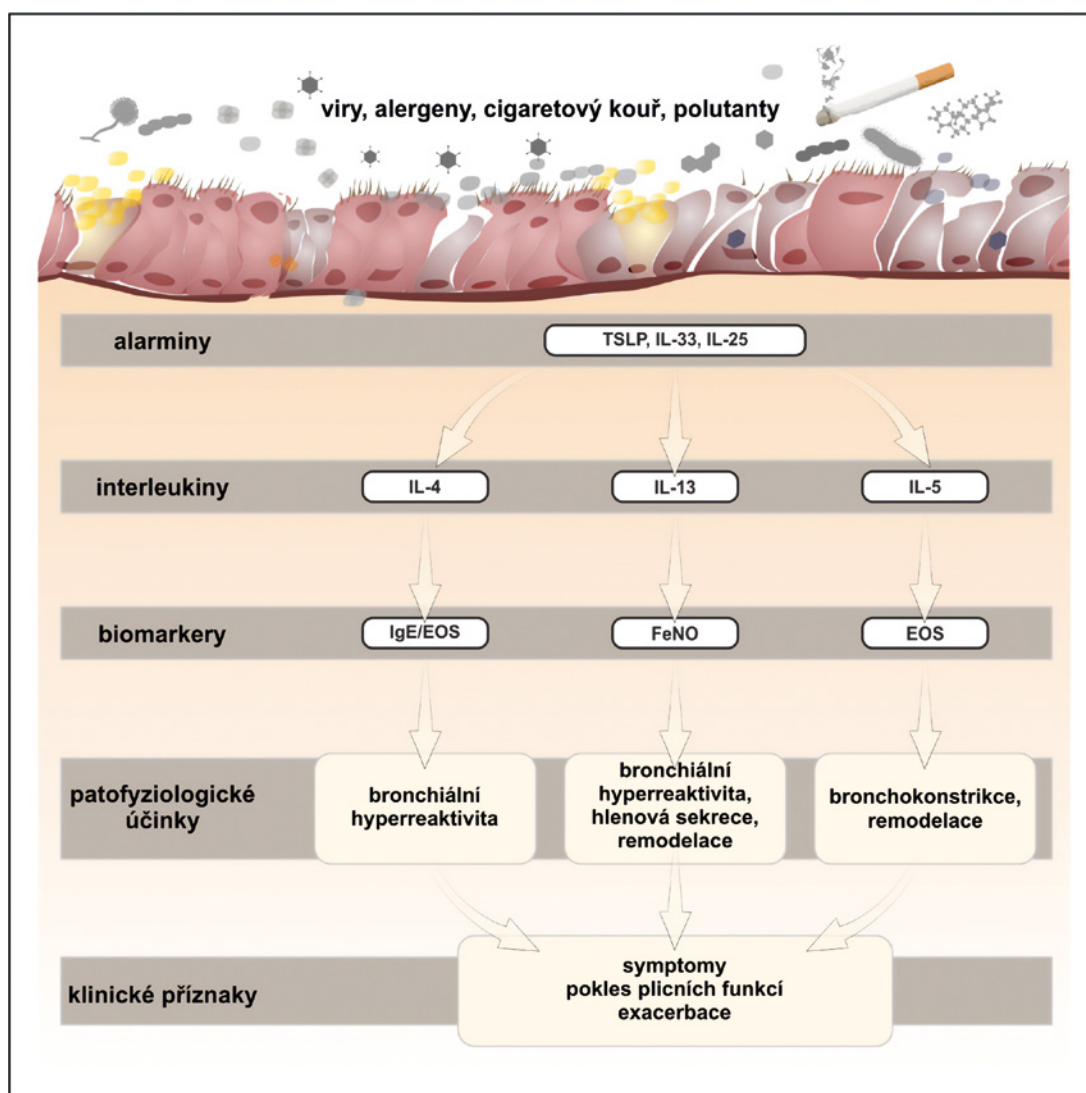 viry, alergeny, cigaretový kouř, polutanty
alarminy
TSLP, IL-33, IL-25
interleukiny
IL-4
IL-13
IL-5
biomarkery
IgE/EOS
FeNO
EOS
patofyziologické
účinky
bronchiální
hyperreaktivita
bronchiální
hyperreaktivita,
hlenová sekrece,
remodelace
bronchokonstrikce,
remodelace
klinické příznaky
symptomy
pokles plicních funkcí
exacerbace